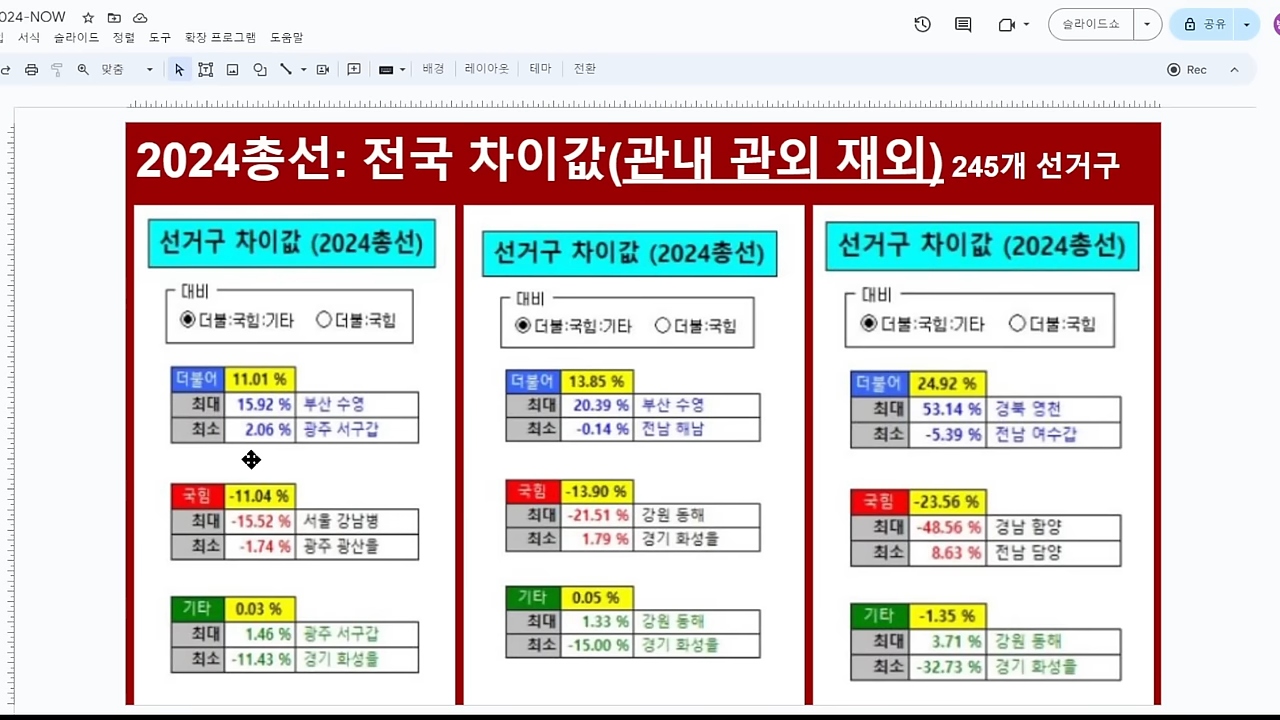 024-NOW
서식 슬라이드 정렬 도구 확장 프로그램 도움말
슬라이드쇼
공유
맞춤
배경 레이아웃 테마 전환
Rec
2024총선: 전국 차이값(관내 관외 재외) 245개 선거구
선거구 차이값 (2024총선)
대비
더불:국힘:기타 더불:국힘
더불어 11.01 %
최대 15.92 % 부산 수영
최소 2.06 % 광주 서구갑
국힘 -11.04 %
최대 -15.52 % 서울 강남병
최소 -1.74 % 광주 광산을
기타 0.03 %
최대 1.46 % 광주 서구갑
최소 -11.43 % 경기 화성을
선거구 차이값 (2024총선)
대비
더불:국힘:기타 더불:국힘
더불어 13.85 %
최대 20.39 % 부산 수영
최소 -0.14 % 전남 해남
국힘 -13.90 %
최대 -21.51 % 강원 동해
최소 1.79 % 경기 화성을
기타 0.05 %
최대 1.33 % 강원 동해
최소 -15.00 % 경기 화성을
선거구 차이값 (2024총선)
대비
더불:국힘:기타 더불:국힘
더불어 24.92 %
최대 53.14 % 경북 영천
최소 -5.39 % 전남 여수갑
국힘 -23.56 %
최대 -48.56 % 경남 함양
최소 8.63 % 전남 담양
기타 -1.35 %
최대 3.71 % 강원 동해
최소 -32.73 % 경기 화성을